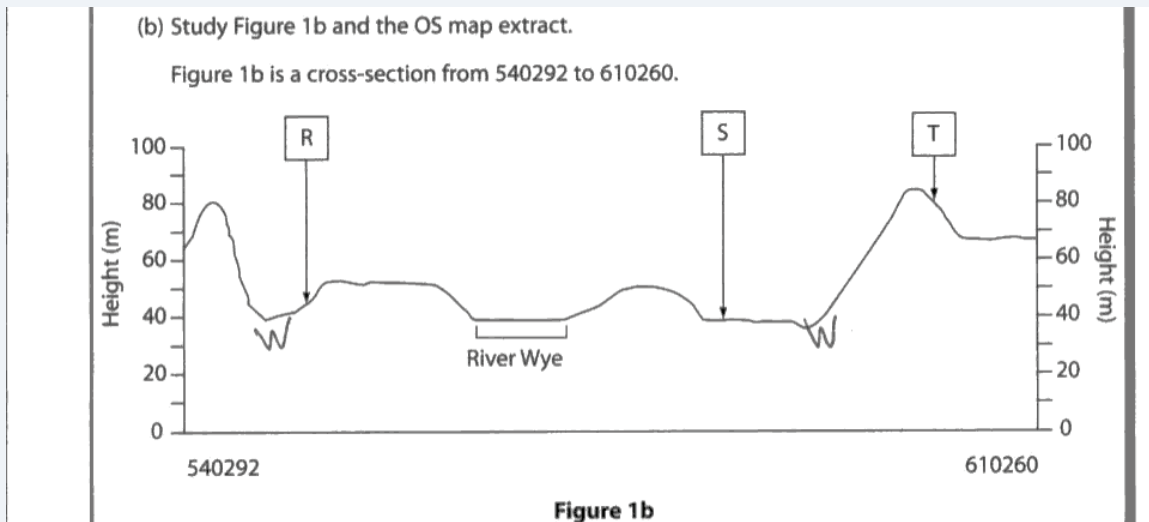 (b) Study Figure 1b and the OS map extract.
Figure 1b is a cross-section from 540292 to 610260.
R
S
T
100
80
60
40
20
0
Height (m)
W
River Wye
W
100
80
60
40
20
0
Height (m)
540292
610260
Figure 1b